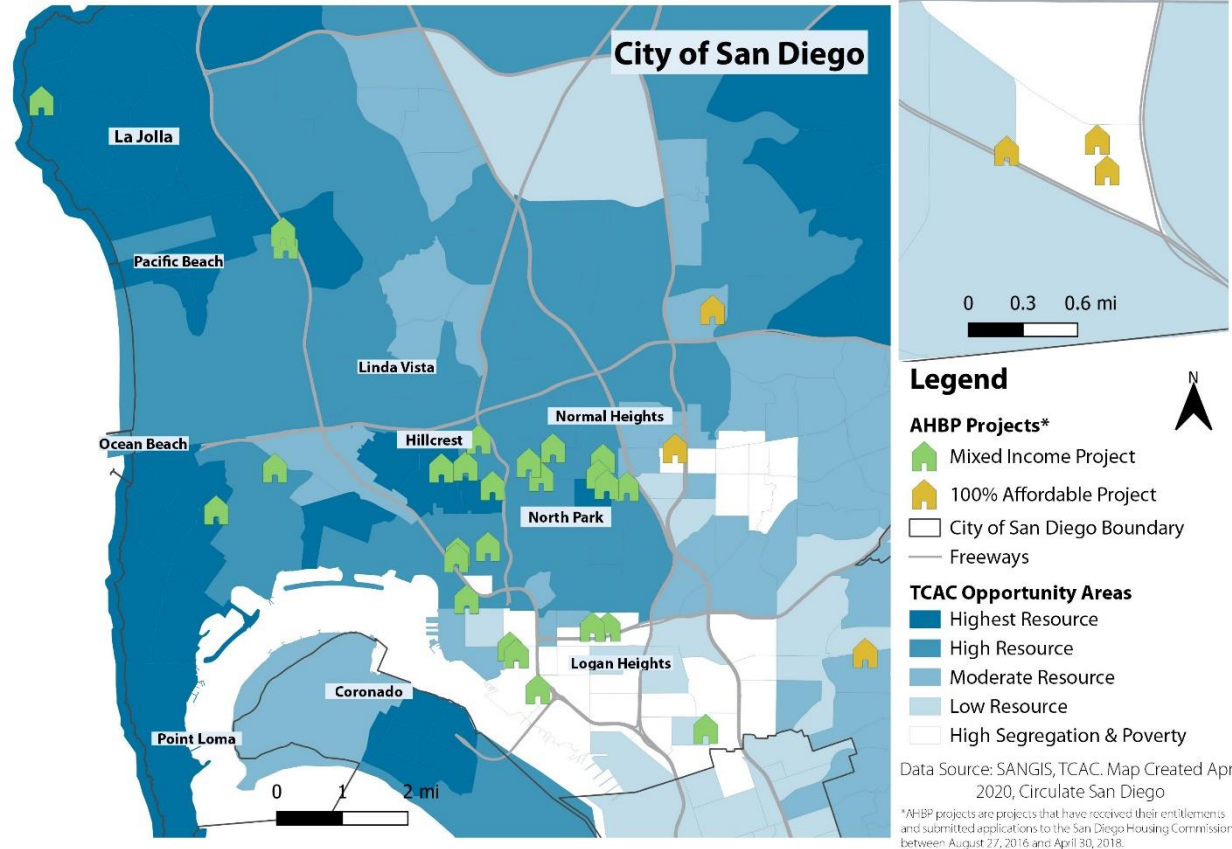 City of San Diego
La Jolla
Pacific Beach
Linda Vista
Normal Heights
Ocean Beach
Hillcrest
North Park
Logan Heights
Coronado
Point Loma
0 1 2 mi
0 0.3 0.6 mi
Legend
N
AHBP Projects*
Mixed Income Project
100% Affordable Project
City of San Diego Boundary
Freeways
TCAC Opportunity Areas
Highest Resource
High Resource
Moderate Resource
Low Resource
High Segregation & Poverty
Data Source: SANGIS, TCAC. Map Created Apr
2020, Circulate San Diego
*AHBP projects are projects that have received their entitlements
and submitted applications to the San Diego Housing Commission
between August 27, 2016 and April 30, 2018.